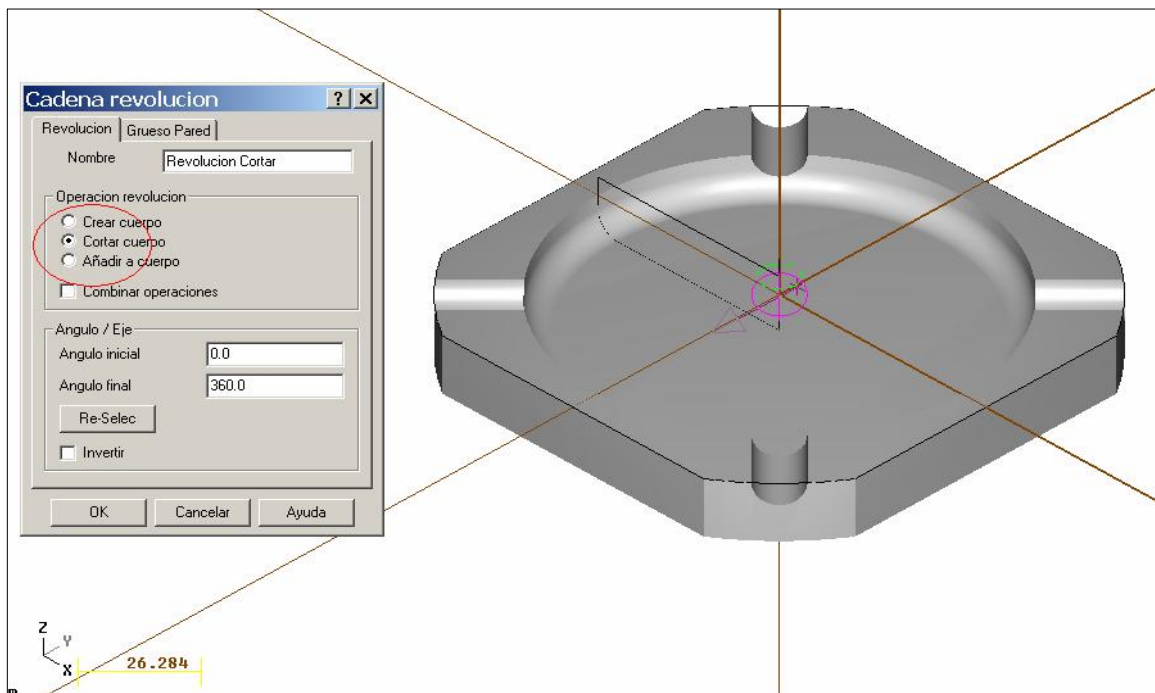 Cadena revolucion
Revolucion Grueso Pared
Nombre Revolucion Cortar
Operacion revolucion
Crear cuerpo
Cortar cuerpo
Añadir a cuerpo
Combinar operaciones
Angulo / Eje
Angulo inicial 0.0
Angulo final 360.0
Re-Selec
Invertir
OK Cancelar Ayuda
Z
Y
X
26.284